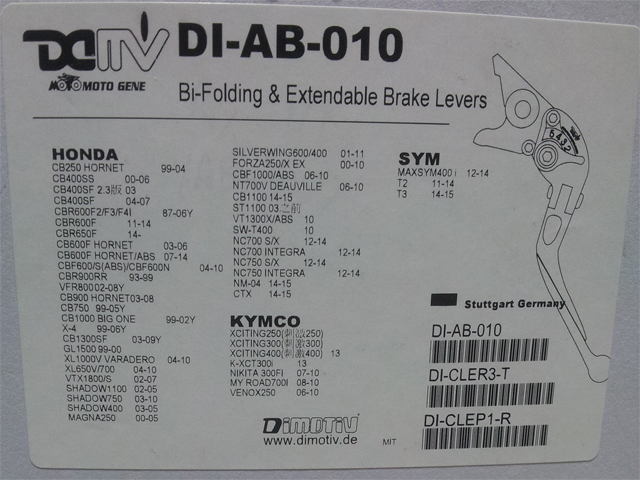 DCMV DI-AB-010
MOTO MOTO GENE
Bi-Folding & Extendable Brake Levers
HONDA
CB250 HORNET 99-04
CB400SS 00-06
CB400SF 2.3版 03
CB400SF 04-07
CBR600F2/F3/F4I 87-06Y
CBR600F 11-14
CBR650F 14-
CB600F HORNET 03-06
CB600F HORNET/ABS 07-14
CBF600/S(ABS)/CBF600N 04-10
CBR900RR 93-99
VFR800 02-08Y
CB900 HORNET03-08
CB750 99-05Y
CB1000 BIG ONE 99-02Y
X-4 99-06Y
CB1300SF 03-09Y
GL1500 99-00
XL1000V VARADERO 04-10
XL650V/700 04-10
VTX1800/S 02-07
SHADOW1100 02-05
SHADOW750 03-10
SHADOW400 03-05
MAGNA250 00-05
SILVERWING600/400 01-11
FORZA250/X EX 00-10
CBF1000/ABS 06-10
NT700V DEAUVILLE 06-10
CB1100 14-15
ST1100 03之前
VT1300X/ABS 10
SW-T400 10
NC700 S/X 12-14
NC700 INTEGRA 12-14
NC750 S/X 12-14
NC750 INTEGRA 12-14
NM-04 14-15
CTX 14-15
KYMCO
XCITING250(刺激250)
XCITING300(刺激300)
XCITING400(刺激400) 13
K-XCT300i 13
NIKITA 300FI 07-10
MY ROAD700I 08-10
VENOX250 06-10
SYM
MAXSYM400 i 12-14
T2 11-14
T3 14-15
6 4 3 2
Stuttgart Germany
DI-AB-010
DI-CLER3-T
DI-CLEP1-R
DiMOTiV
www.dimotiv.de
MIT